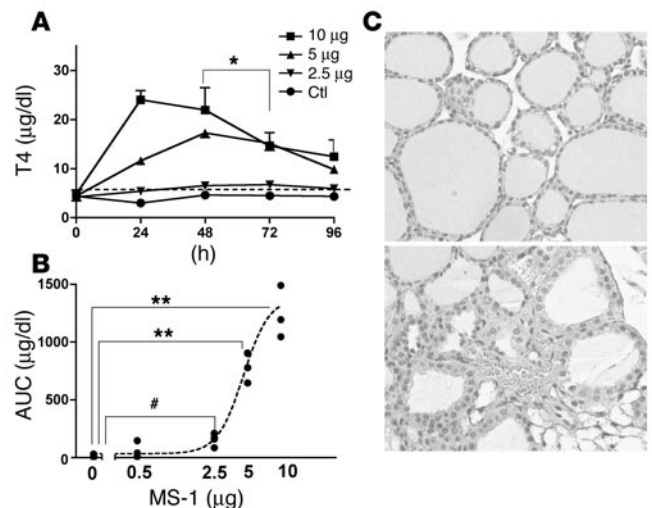 A
C
10 µg
5 µg
2.5 µg
Ctl
*
T4 (µg/dl)
30
20
10
0
0 24 48 72 96
(h)
B
AUC (µg/dl)
1500
1000
500
0
**
**
#
0 0.5 2.5 5 10
MS-1 (µg)